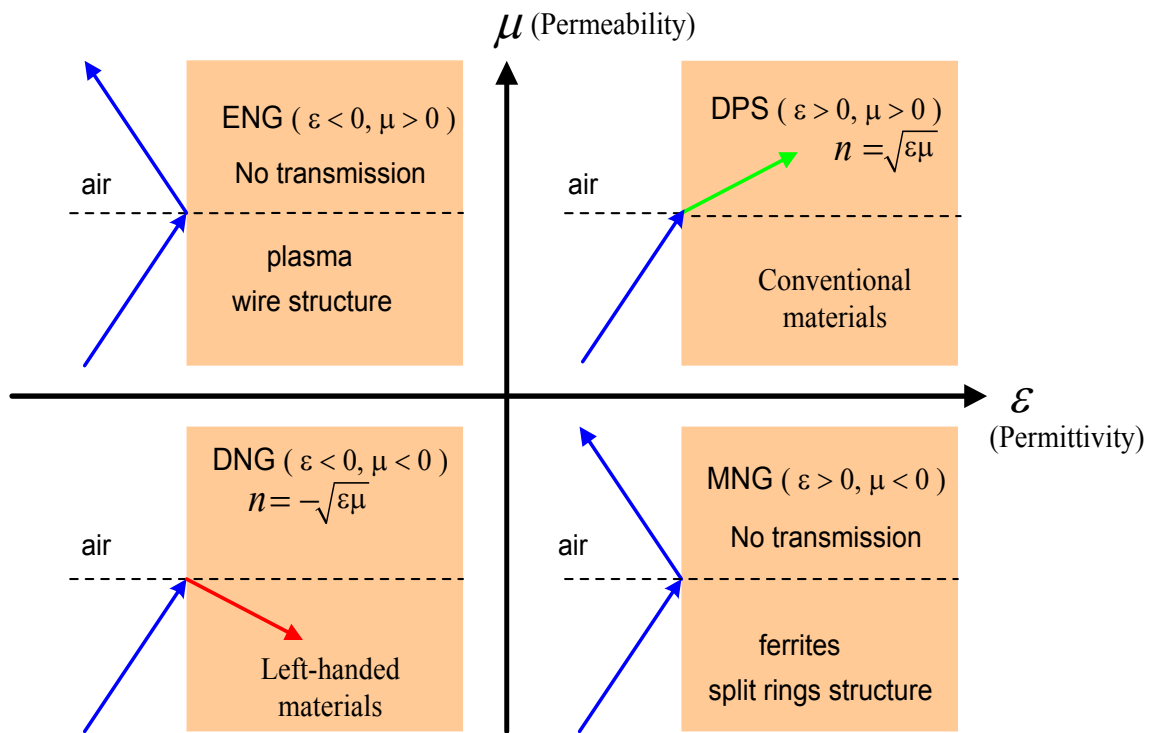 μ (Permeability)
ENG ( ε < 0, μ > 0 )
No transmission
air
plasma
wire structure
DPS ( ε > 0, μ > 0 )
n = √εμ
air
Conventional
materials
ε
(Permittivity)
DNG ( ε < 0, μ < 0 )
n = −√εμ
air
Left-handed
materials
MNG ( ε > 0, μ < 0 )
No transmission
air
ferrites
split rings structure